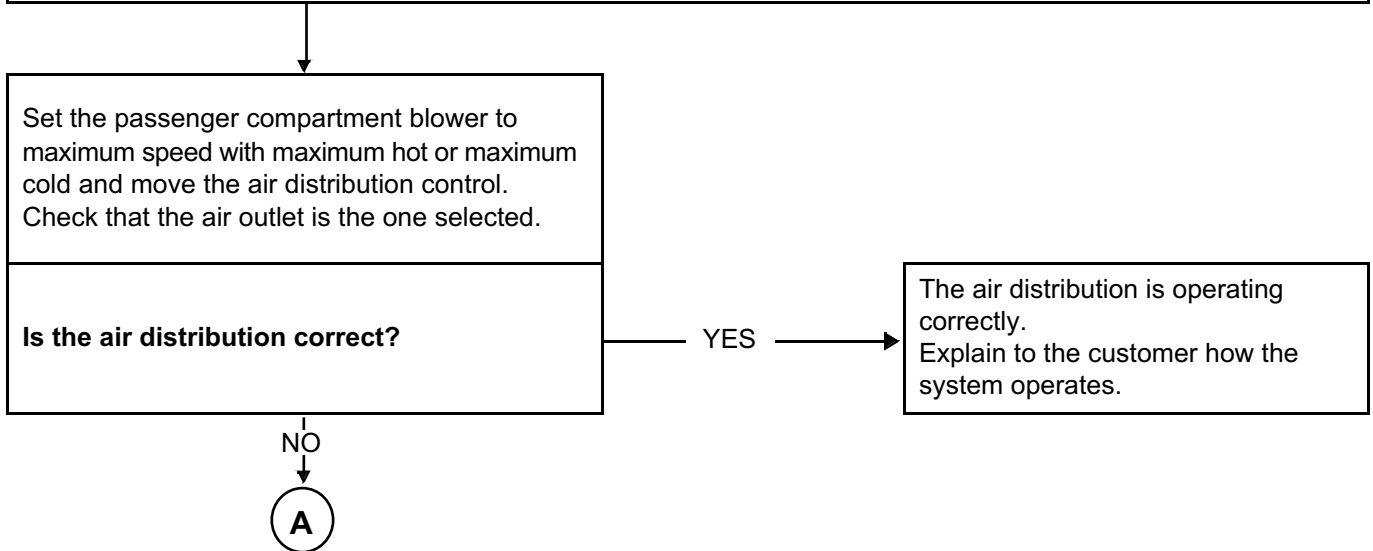 Set the passenger compartment blower to
maximum speed with maximum hot or maximum
cold and move the air distribution control.
Check that the air outlet is the one selected.
Is the air distribution correct?
YES
The air distribution is operating
correctly.
Explain to the customer how the
system operates.
NO
A